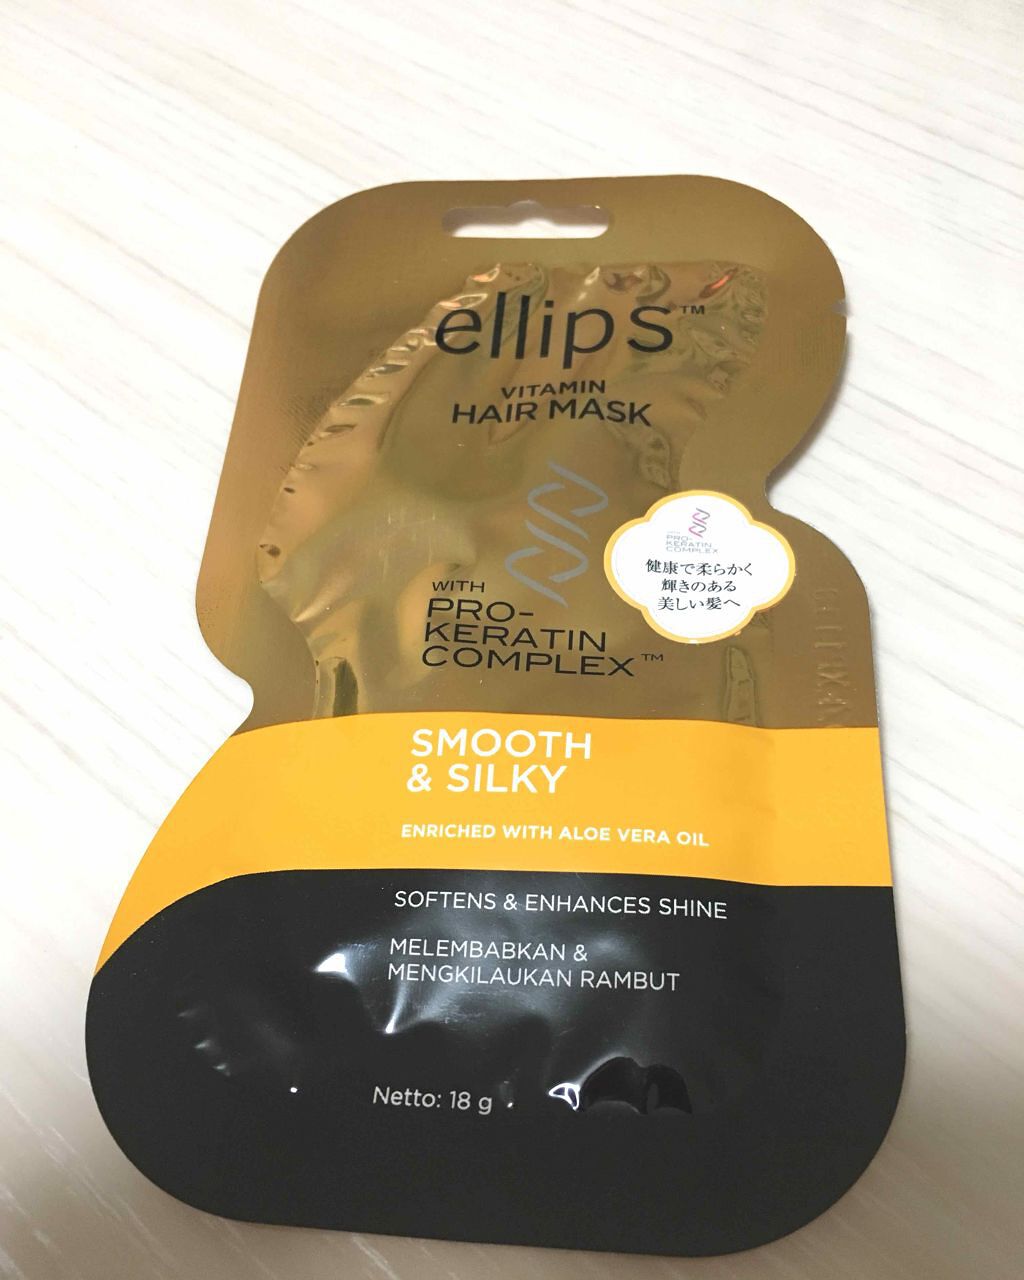 ellips™
VITAMIN
HAIR MASK
WITH
PRO-
KERATIN
COMPLEX™
PRO-
KERATIN
COMPLEX
健康で柔らかく
輝きのある
美しい髪へ
SMOOTH
& SILKY
ENRICHED WITH ALOE VERA OIL
SOFTENS & ENHANCES SHINE
MELEMBABKAN &
MENGKILAUKAN RAMBUT
Netto: 18 g